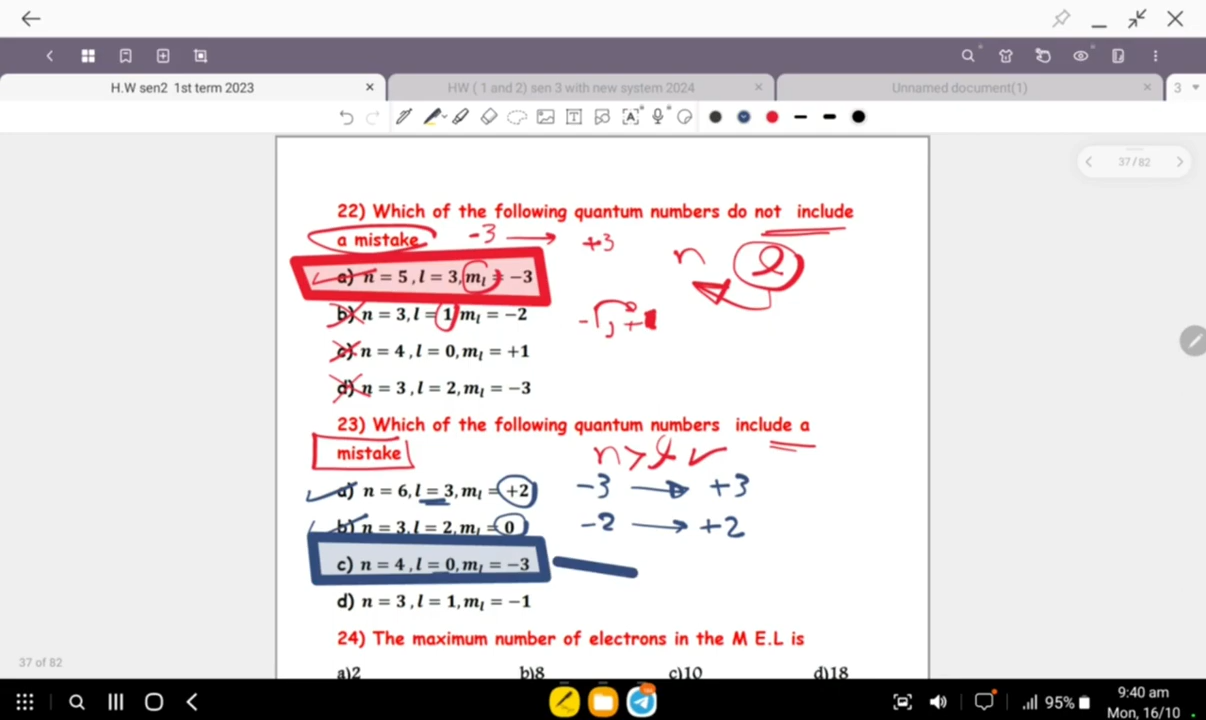 H.W sen2 1st term 2023
HW ( 1 and 2) sen 3 with new system 2024
Unnamed document(1)
3
37/82
22) Which of the following quantum numbers do not include
a mistake
-3 → +3
n l
a) n = 5 , l = 3, mₗ = −3
b) n = 3, l = 1, mₗ = −2
c) n = 4 , l = 0, mₗ = +1
d) n = 3 , l = 2, mₗ = −3
23) Which of the following quantum numbers include a
mistake
n > l ✓
a) n = 6, l = 3, mₗ = +2
-3 → +3
b) n = 3, l = 2, mₗ = 0
-2 → +2
c) n = 4 , l = 0, mₗ = −3
d) n = 3 , l = 1, mₗ = −1
24) The maximum number of electrons in the M E.L is
a)2 b)8 c)10 d)18
37 of 82
95%
9:40 am
Mon, 16/10